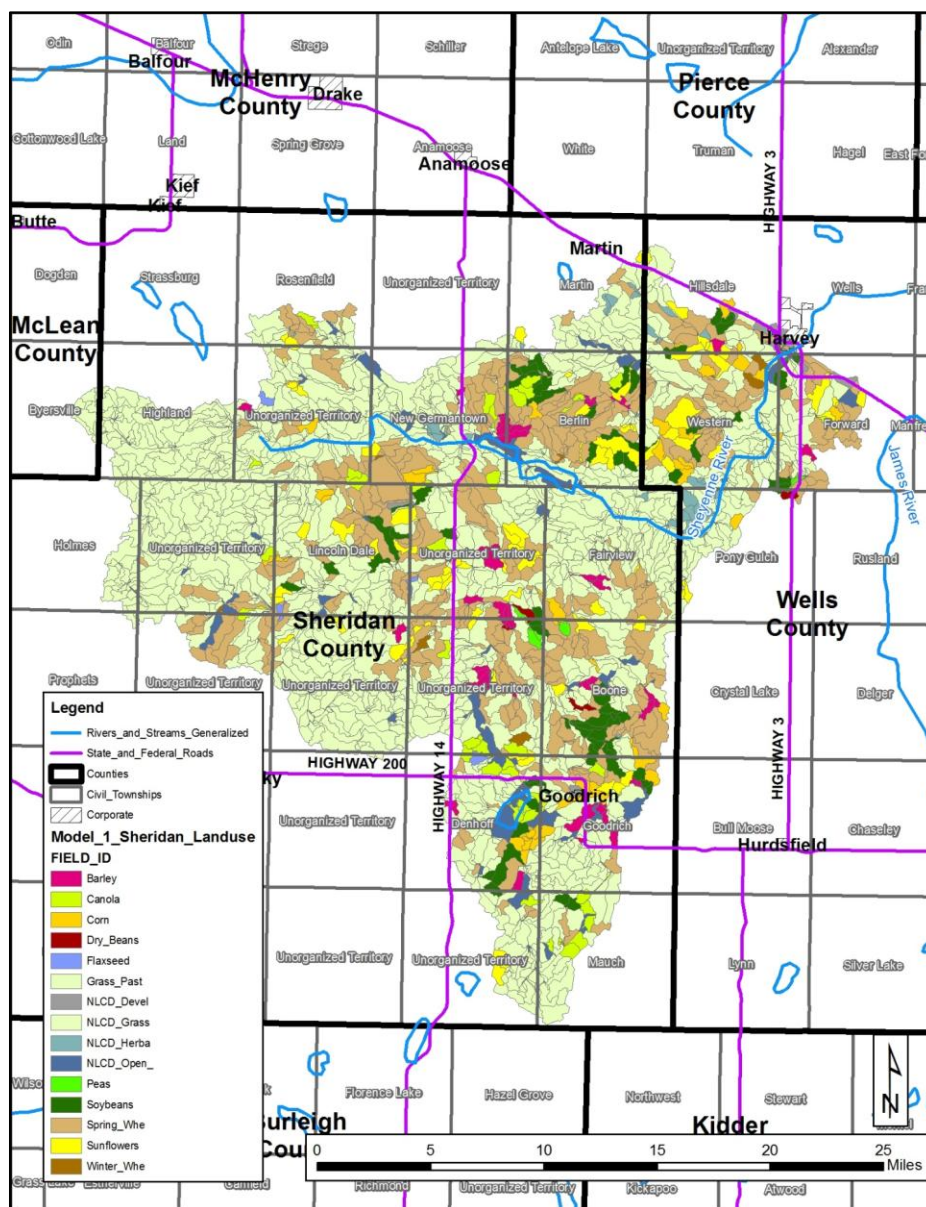 Odin
Balfour
Strege
Schiller
Antelope Lake
Unorganized Territory
Alexander
Balfour
McHenry
County
Drake
Pierce
County
Cottonwood Lake
Land
Spring Grove
Anamoose
Anamoose
White
Truman
HIGHWAY 3
Hagel
Kief
Kief
Butte
Martin
Dogden
Strassburg
Rosenfield
Unorganized Territory
Martin
Hillsdale
Wells
McLean
County
Harvey
Byersville
Highland
Unorganized Territory
New Germantown
Berlin
Western
Forward
Sheyenne River
James River
Holmes
Unorganized Territory
Lincoln Dale
Unorganized Territory
Fairview
Pony Gulch
Rusland
Sheridan
County
Wells
County
Prophets
Unorganized Territory
Unorganized Territory
Unorganized Territory
Boone
Crystal Lake
Delger
HIGHWAY 200
HIGHWAY 14
HIGHWAY 3
Goodrich
Unorganized Territory
Denhoff
Goodrich
Bull Moose
Chaseley
Hurdsfield
Unorganized Territory
Unorganized Territory
Mauch
Lynn
Silver Lake
Legend
Rivers_and_Streams_Generalized
State_and_Federal_Roads
Counties
Civil_Townships
Corporate
Model_1_Sheridan_Landuse
FIELD_ID
Barley
Canola
Corn
Dry_Beans
Flaxseed
Grass_Past
NLCD_Devel
NLCD_Grass
NLCD_Herba
NLCD_Open_
Peas
Soybeans
Spring_Whe
Sunflowers
Winter_Whe
Florence Lake
Hazel Grove
Northwest
Stewart
Kidder
N
0 5 10 15 20 25
Miles
Richmond
Unorganized Territory
Kickapoo
Atwood